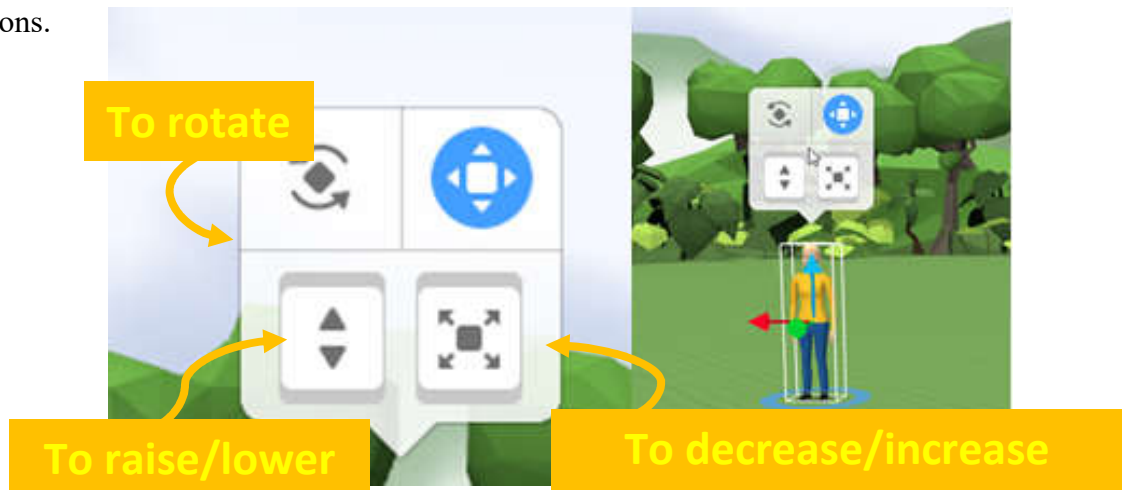 ons.
To rotate
To raise/lower
To decrease/increase